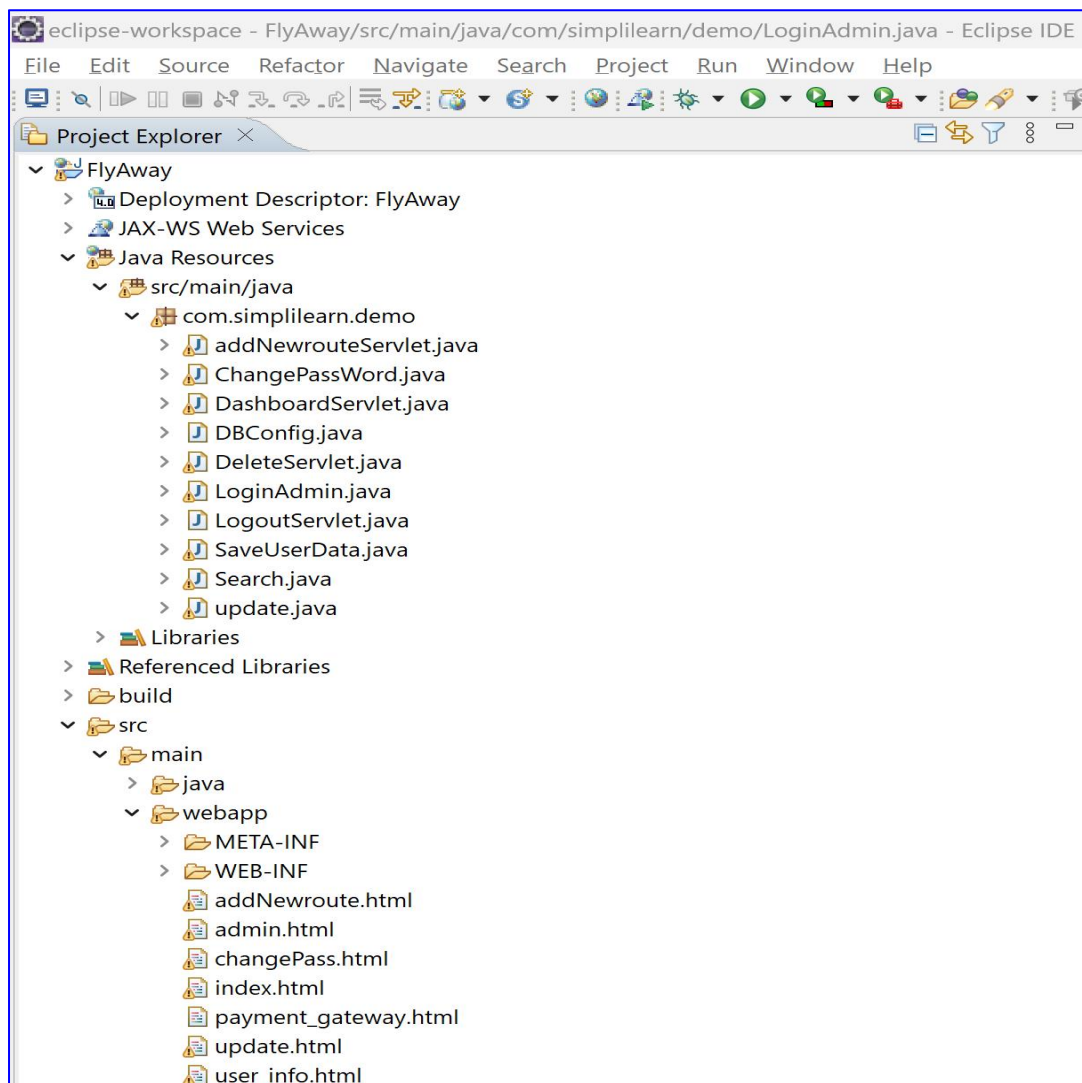 eclipse-workspace - FlyAway/src/main/java/com/simplilearn/demo/LoginAdmin.java - Eclipse IDE
File Edit Source Refactor Navigate Search Project Run Window Help
Project Explorer
FlyAway
4.0 Deployment Descriptor: FlyAway
JAX-WS Web Services
Java Resources
src/main/java
com.simplilearn.demo
addNewrouteServlet.java
ChangePassWord.java
DashboardServlet.java
DBConfig.java
DeleteServlet.java
LoginAdmin.java
LogoutServlet.java
SaveUserData.java
Search.java
update.java
Libraries
Referenced Libraries
build
src
main
java
webapp
META-INF
WEB-INF
addNewroute.html
admin.html
changePass.html
index.html
payment_gateway.html
update.html
user_info.html